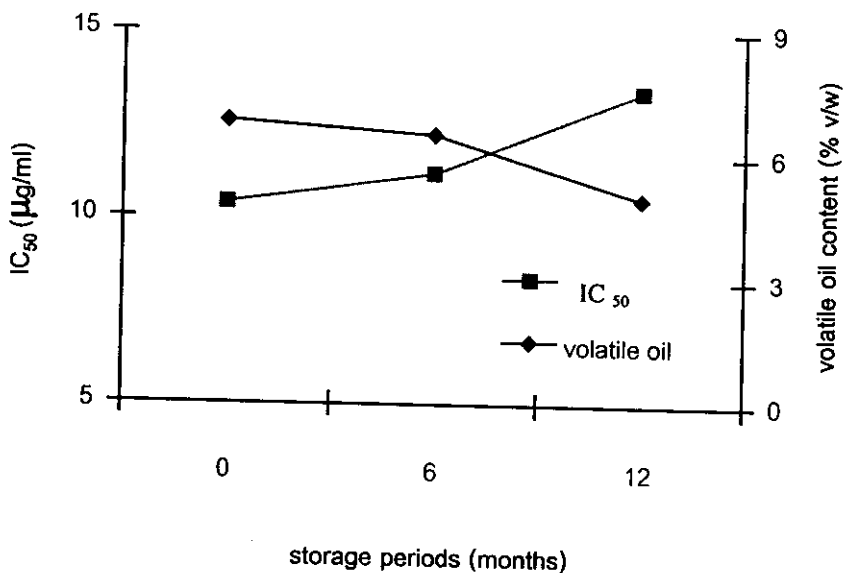 15
10
5
IC50 (μg/ml)
9
6
3
0
volatile oil content (% v/w)
IC 50
volatile oil
0 6 12
storage periods (months)